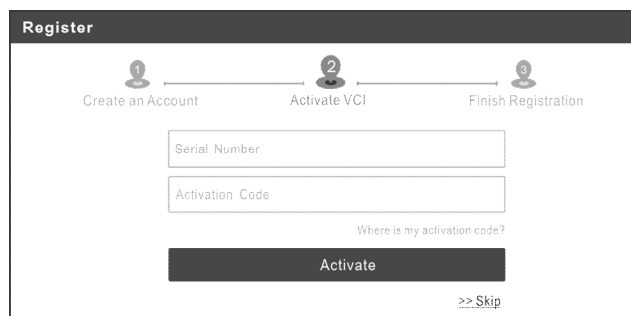 Register
1 2 3
Create an Account Activate VCI Finish Registration
Serial Number
Activation Code
Where is my activation code?
Activate
>> Skip